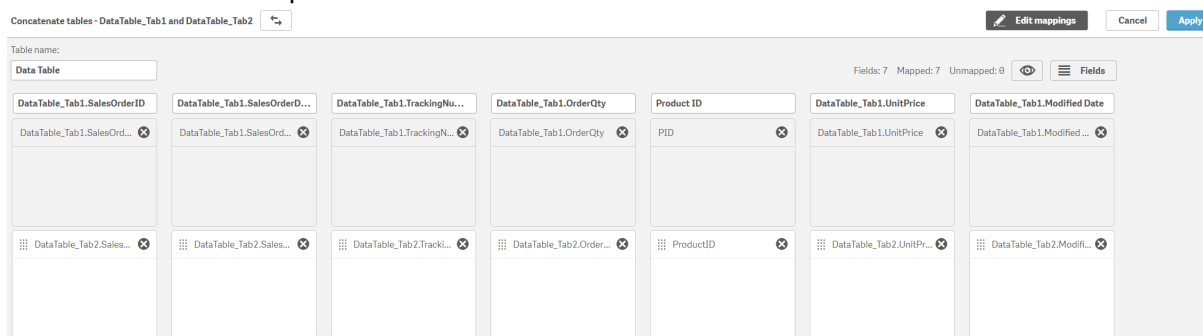 Concatenate tables - DataTable_Tab1 and DataTable_Tab2 Edit mappings Cancel Apply
Table name:
Data Table Fields: 7 Mapped: 7 Unmapped: 0 Fields
DataTable_Tab1.SalesOrderID DataTable_Tab1.SalesOrderD... DataTable_Tab1.TrackingNu... DataTable_Tab1.OrderQty Product ID DataTable_Tab1.UnitPrice DataTable_Tab1.Modified Date
DataTable_Tab1.SalesOrd... DataTable_Tab1.SalesOrd... DataTable_Tab1.TrackingN... DataTable_Tab1.OrderQty PID DataTable_Tab1.UnitPrice DataTable_Tab1.Modified ...
DataTable_Tab2.Sales... DataTable_Tab2.Sales... DataTable_Tab2.Tracki... DataTable_Tab2.Order... ProductID DataTable_Tab2.UnitPr... DataTable_Tab2.Modifi...